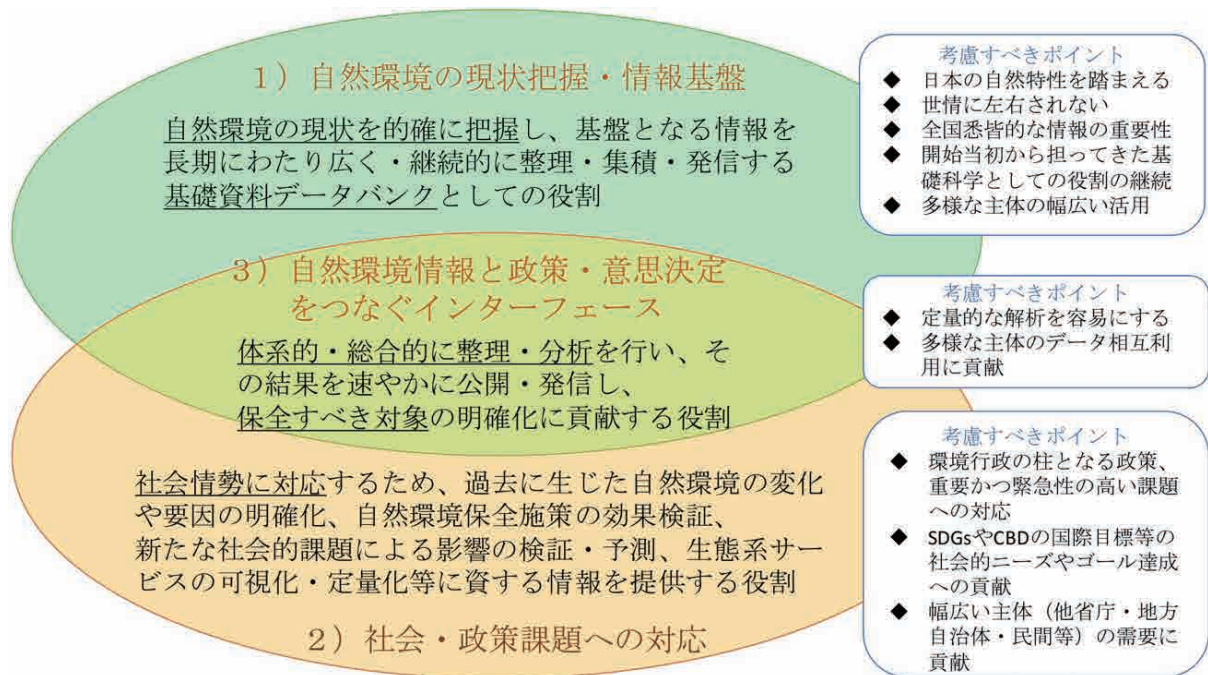 1）自然環境の現状把握・情報基盤
自然環境の現状を的確に把握し、基盤となる情報を
長期にわたり広く・継続的に整理・集積・発信する
基礎資料データバンクとしての役割
考慮すべきポイント
◆ 日本の自然特性を踏まえる
◆ 世情に左右されない
◆ 全国悉皆的な情報の重要性
◆ 開始当初から担ってきた基
礎科学としての役割の継続
◆ 多様な主体の幅広い活用
3）自然環境情報と政策・意思決定
をつなぐインターフェース
体系的・総合的に整理・分析を行い、そ
の結果を速やかに公開・発信し、
保全すべき対象の明確化に貢献する役割
考慮すべきポイント
◆ 定量的な解析を容易にする
◆ 多様な主体のデータ相互利
用に貢献
社会情勢に対応するため、過去に生じた自然環境の変化
や要因の明確化、自然環境保全施策の効果検証、
新たな社会的課題による影響の検証・予測、生態系サー
ビスの可視化・定量化等に資する情報を提供する役割
2）社会・政策課題への対応
考慮すべきポイント
◆ 環境行政の柱となる政策、
重要かつ緊急性の高い課題
への対応
◆ SDGsやCBDの国際目標等の
社会的ニーズやゴール達成
への貢献
◆ 幅広い主体（他省庁・地方
自治体・民間等）の需要に
貢献